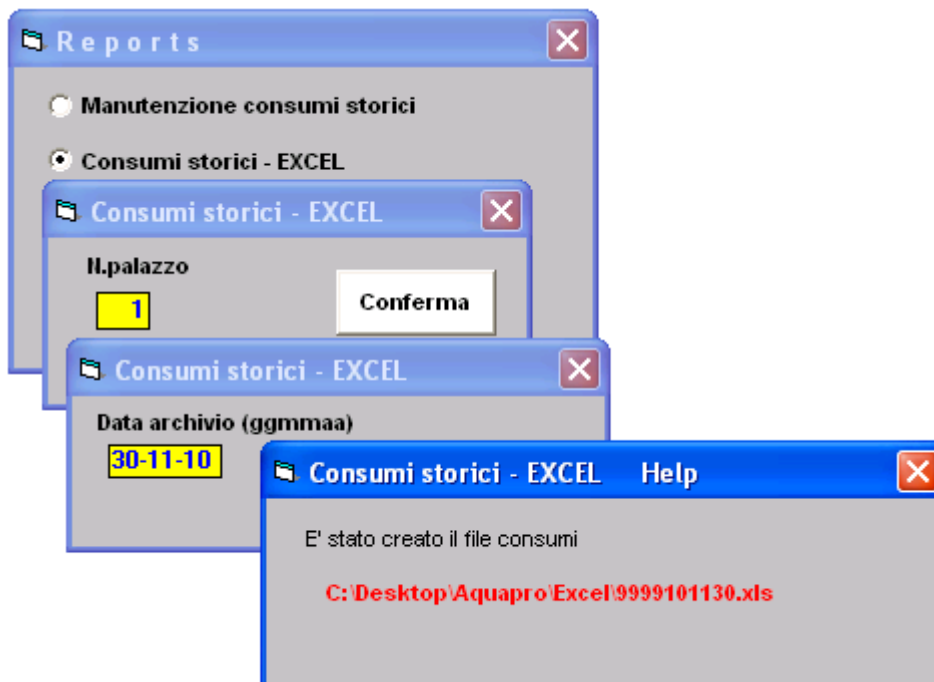 R e p o r t s
Manutenzione consumi storici
Consumi storici - EXCEL
Consumi storici - EXCEL
N.palazzo
1
Conferma
Consumi storici - EXCEL
Data archivio (ggmmaa)
30-11-10
Consumi storici - EXCEL Help
E' stato creato il file consumi
C:\Desktop\Aquapro\Excel\9999101130.xls